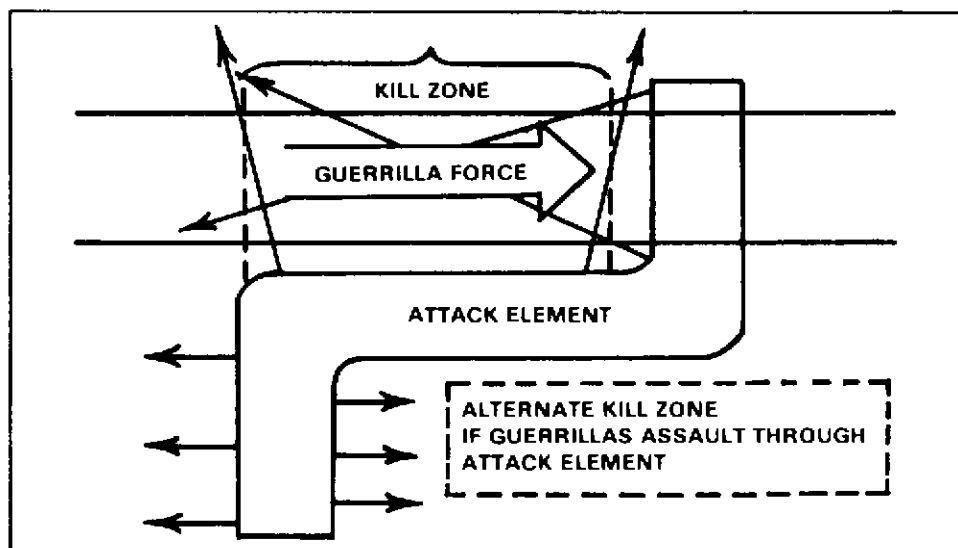 KILL ZONE
GUERRILLA FORCE
ATTACK ELEMENT
ALTERNATE KILL ZONE
IF GUERRILLAS ASSAULT THROUGH
ATTACK ELEMENT